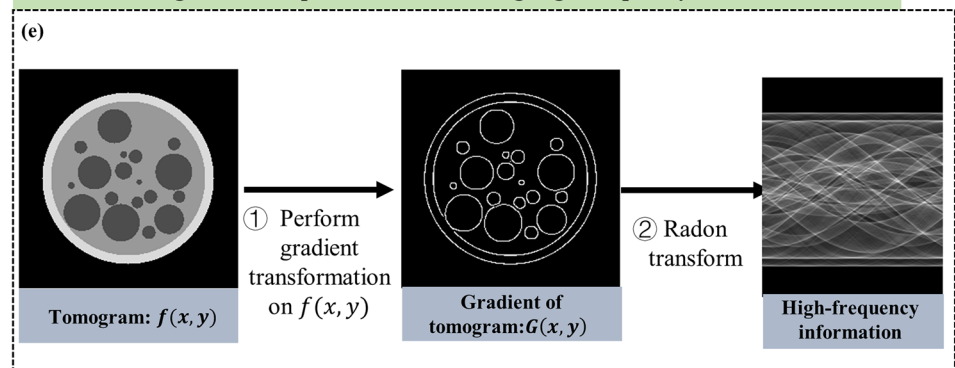 (e)
① Perform
gradient
transformation
on f(x, y)
② Radon
transform
Tomogram: f(x, y)
Gradient of
tomogram:G(x, y)
High-frequency
information